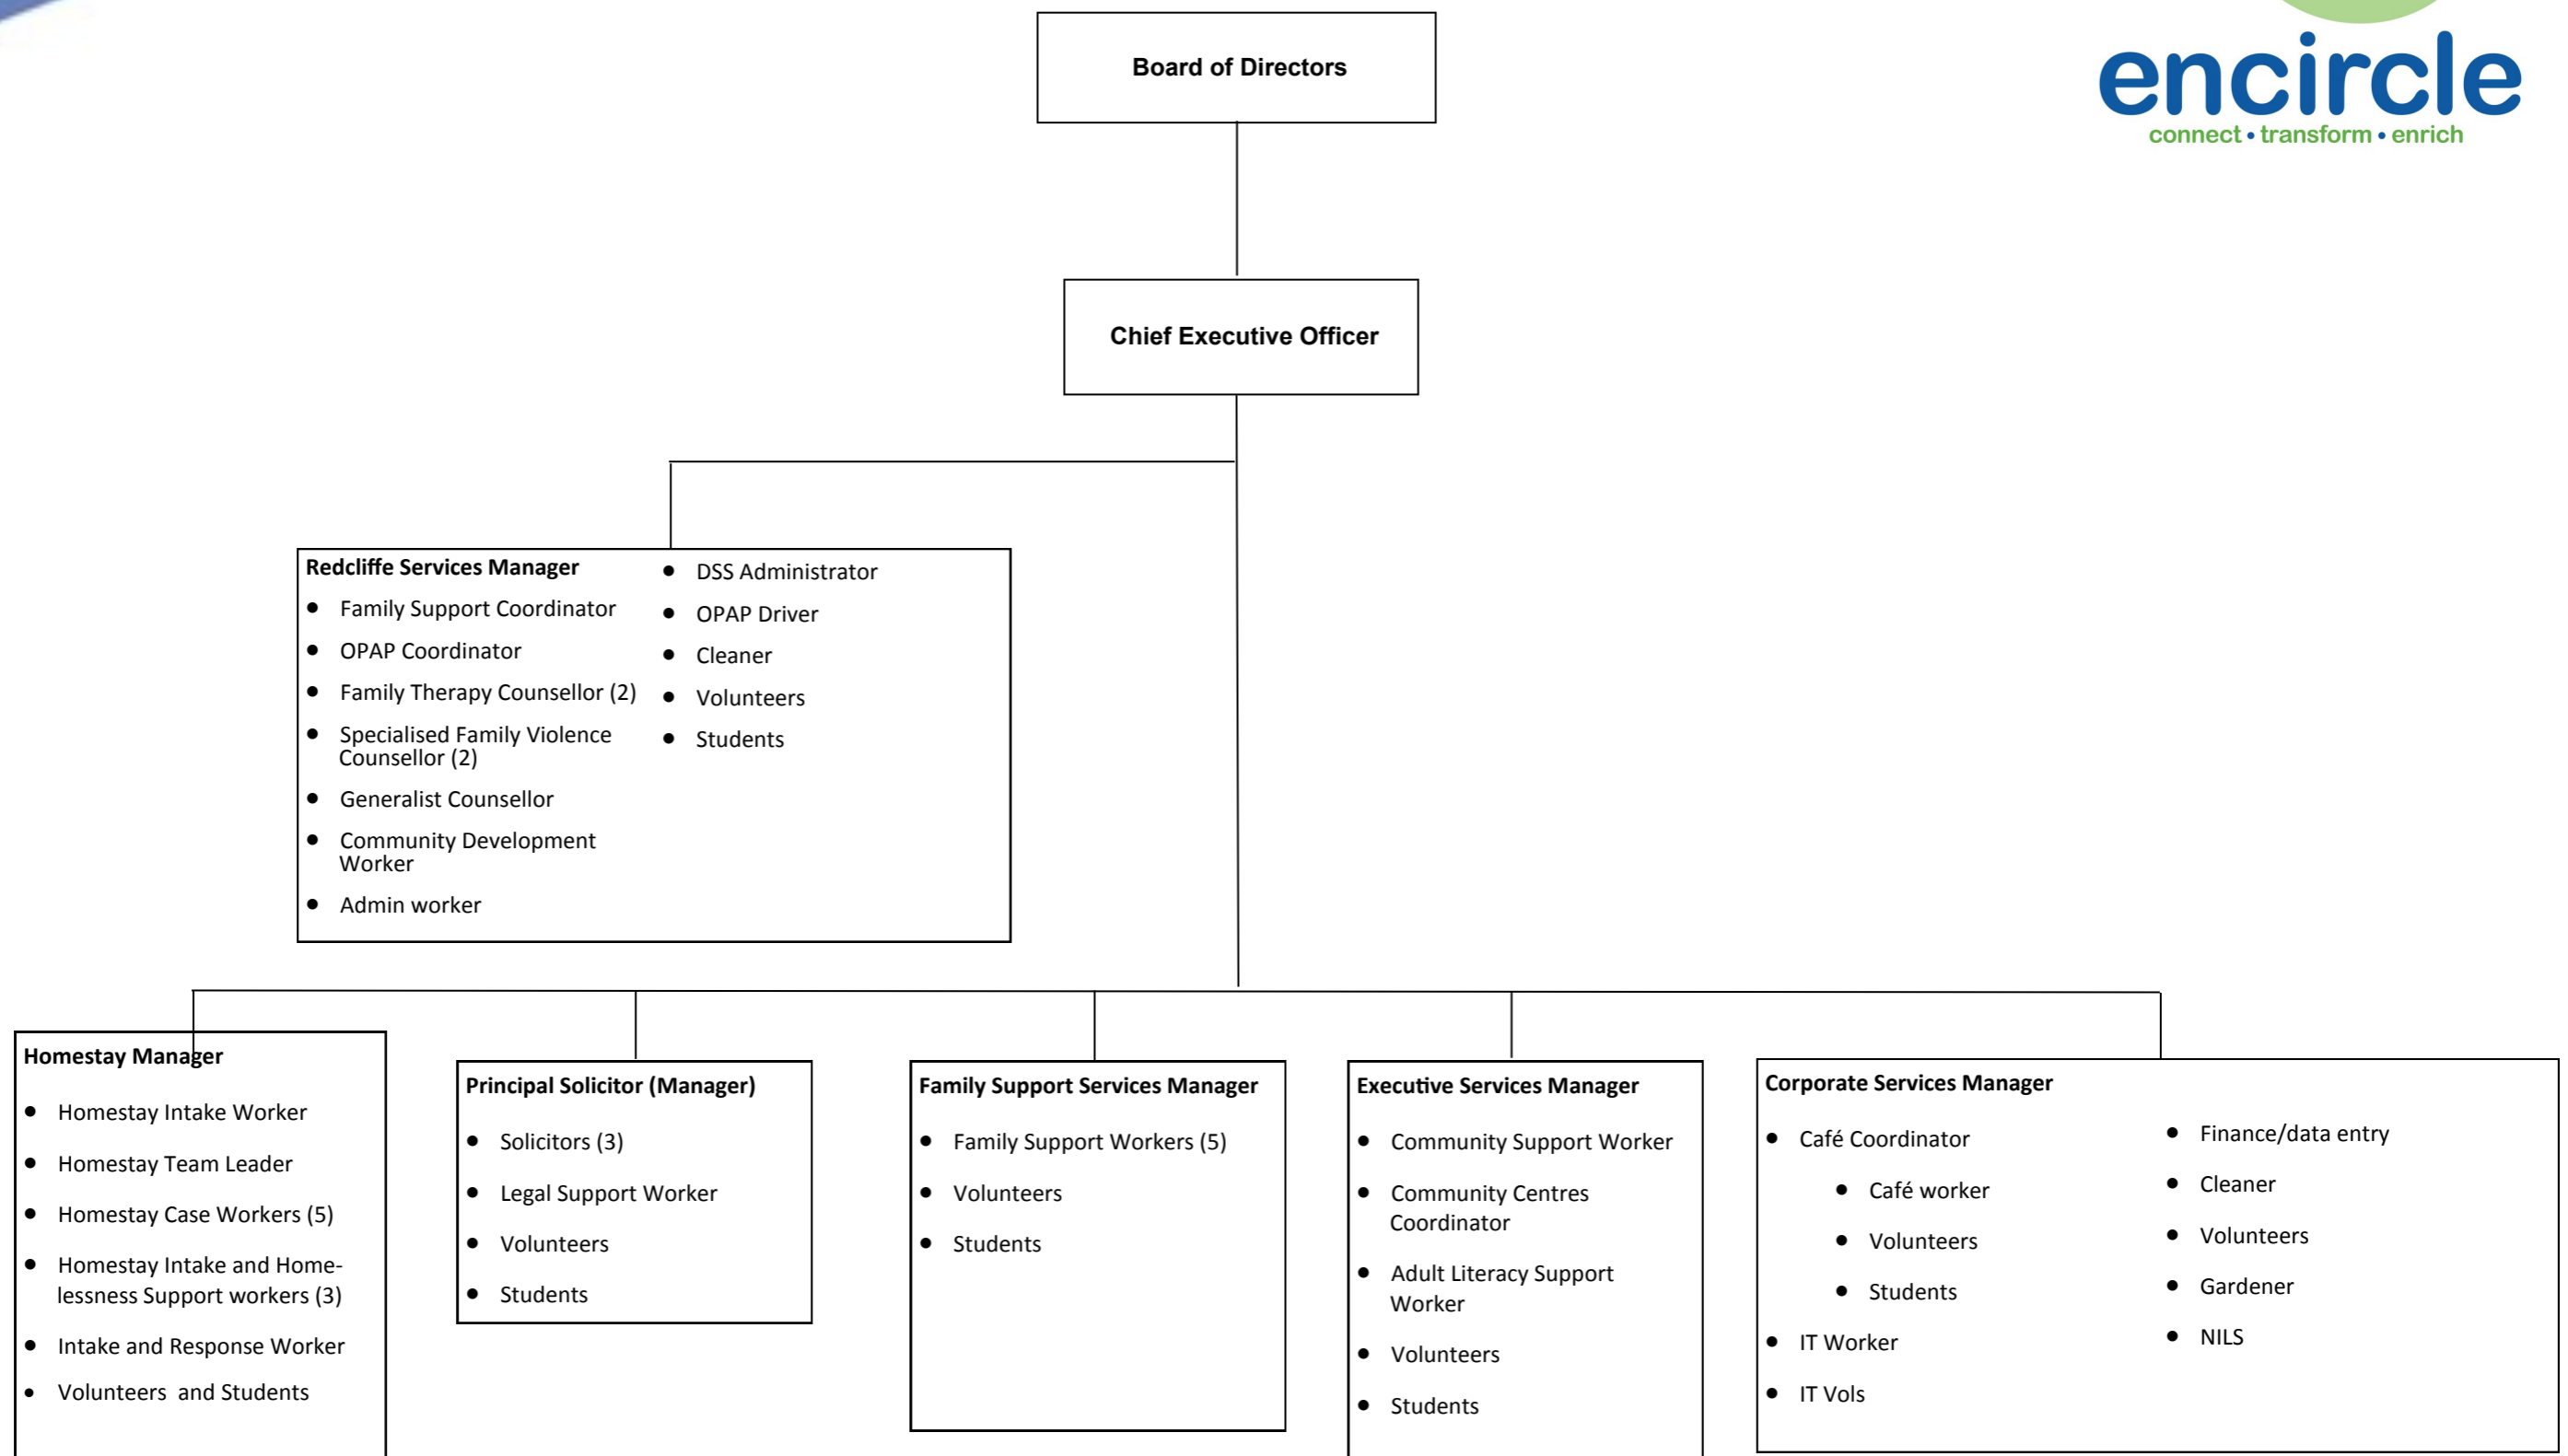 encircle
connect • transform • enrich
Board of Directors
Chief Executive Officer
Redcliffe Services Manager
• Family Support Coordinator
• OPAP Coordinator
• Family Therapy Counsellor (2)
• Specialised Family Violence
Counsellor (2)
• Generalist Counsellor
• Community Development
Worker
• Admin worker
• DSS Administrator
• OPAP Driver
• Cleaner
• Volunteers
• Students
Homestay Manager
• Homestay Intake Worker
• Homestay Team Leader
• Homestay Case Workers (5)
• Homestay Intake and Home-
lessness Support workers (3)
• Intake and Response Worker
• Volunteers and Students
Principal Solicitor (Manager)
• Solicitors (3)
• Legal Support Worker
• Volunteers
• Students
Family Support Services Manager
• Family Support Workers (5)
• Volunteers
• Students
Executive Services Manager
• Community Support Worker
• Community Centres
Coordinator
• Adult Literacy Support
Worker
• Volunteers
• Students
Corporate Services Manager
• Café Coordinator
• Café worker
• Volunteers
• Students
• IT Worker
• IT Vols
• Finance/data entry
• Cleaner
• Volunteers
• Gardener
• NILS